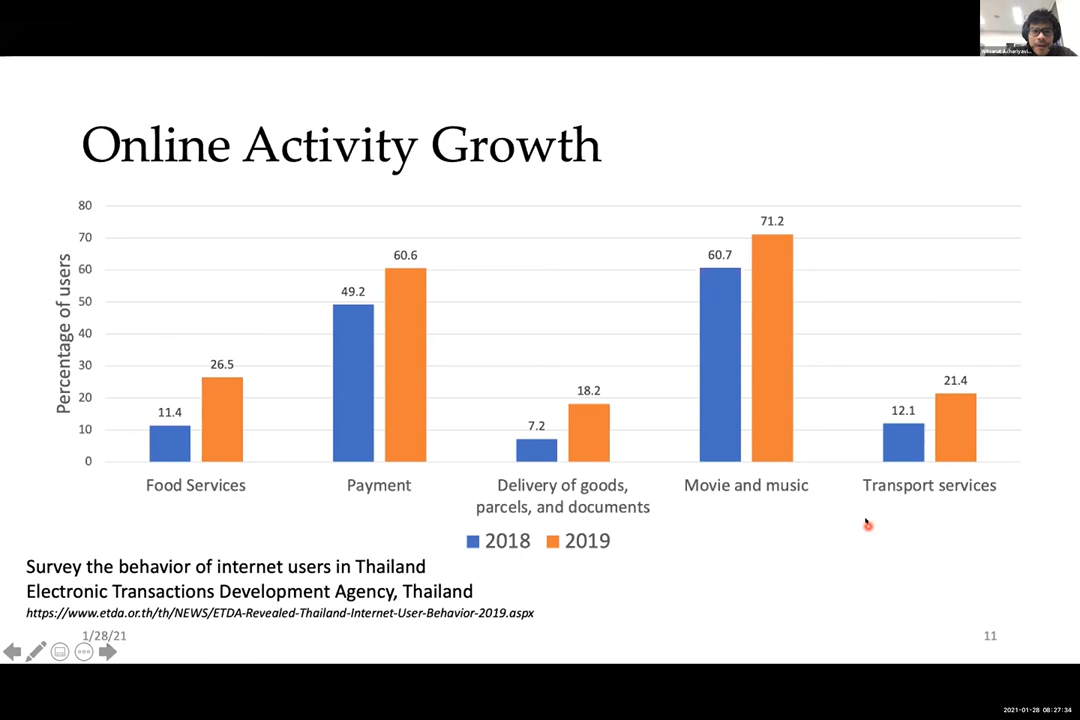 Online Activity Growth
80
70
60
50
40
30
20
10
0
Percentage of users
11.4
26.5
49.2
60.6
7.2
18.2
60.7
71.2
12.1
21.4
Food Services
Payment
Delivery of goods,
parcels, and documents
Movie and music
Transport services
2018
2019
Survey the behavior of internet users in Thailand
Electronic Transactions Development Agency, Thailand
https://www.etda.or.th/th/NEWS/ETDA-Revealed-Thailand-Internet-User-Behavior-2019.aspx
1/28/21
11
2021-01-28 08:27:34